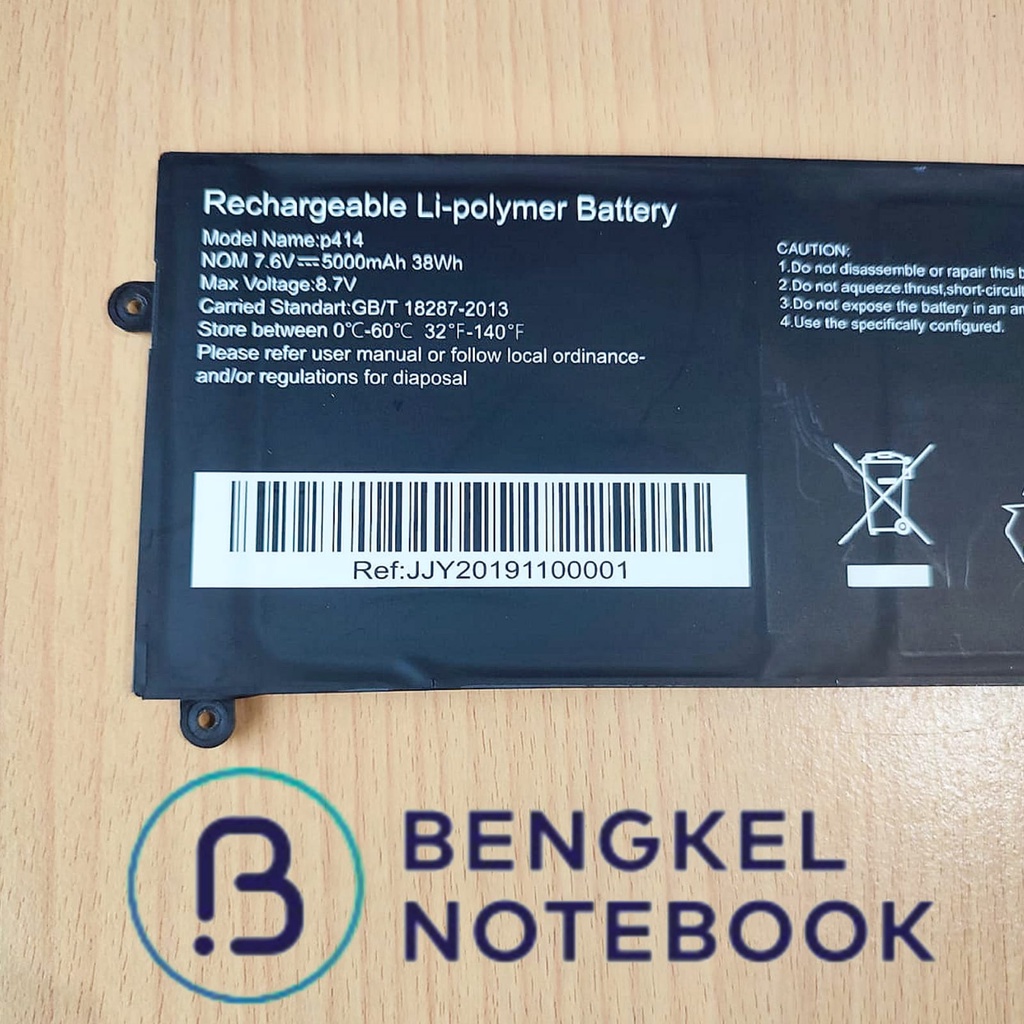 Rechargeable Li-polymer Battery
Model Name:p414
NOM 7.6V⎓5000mAh 38Wh
Max Voltage:8.7V
Carried Standart:GB/T 18287-2013
Store between 0℃-60℃ 32°F-140°F
Please refer user manual or follow local ordinance-
and/or regulations for diaposal
Ref:JJY20191100001
CAUTION:
1.Do not disassemble or rapair this b
2.Do not aqueeze.thrust,short-circuit
3.Do not expose the battery in an am
4.Use the specifically configured.
BENGKEL
NOTEBOOK